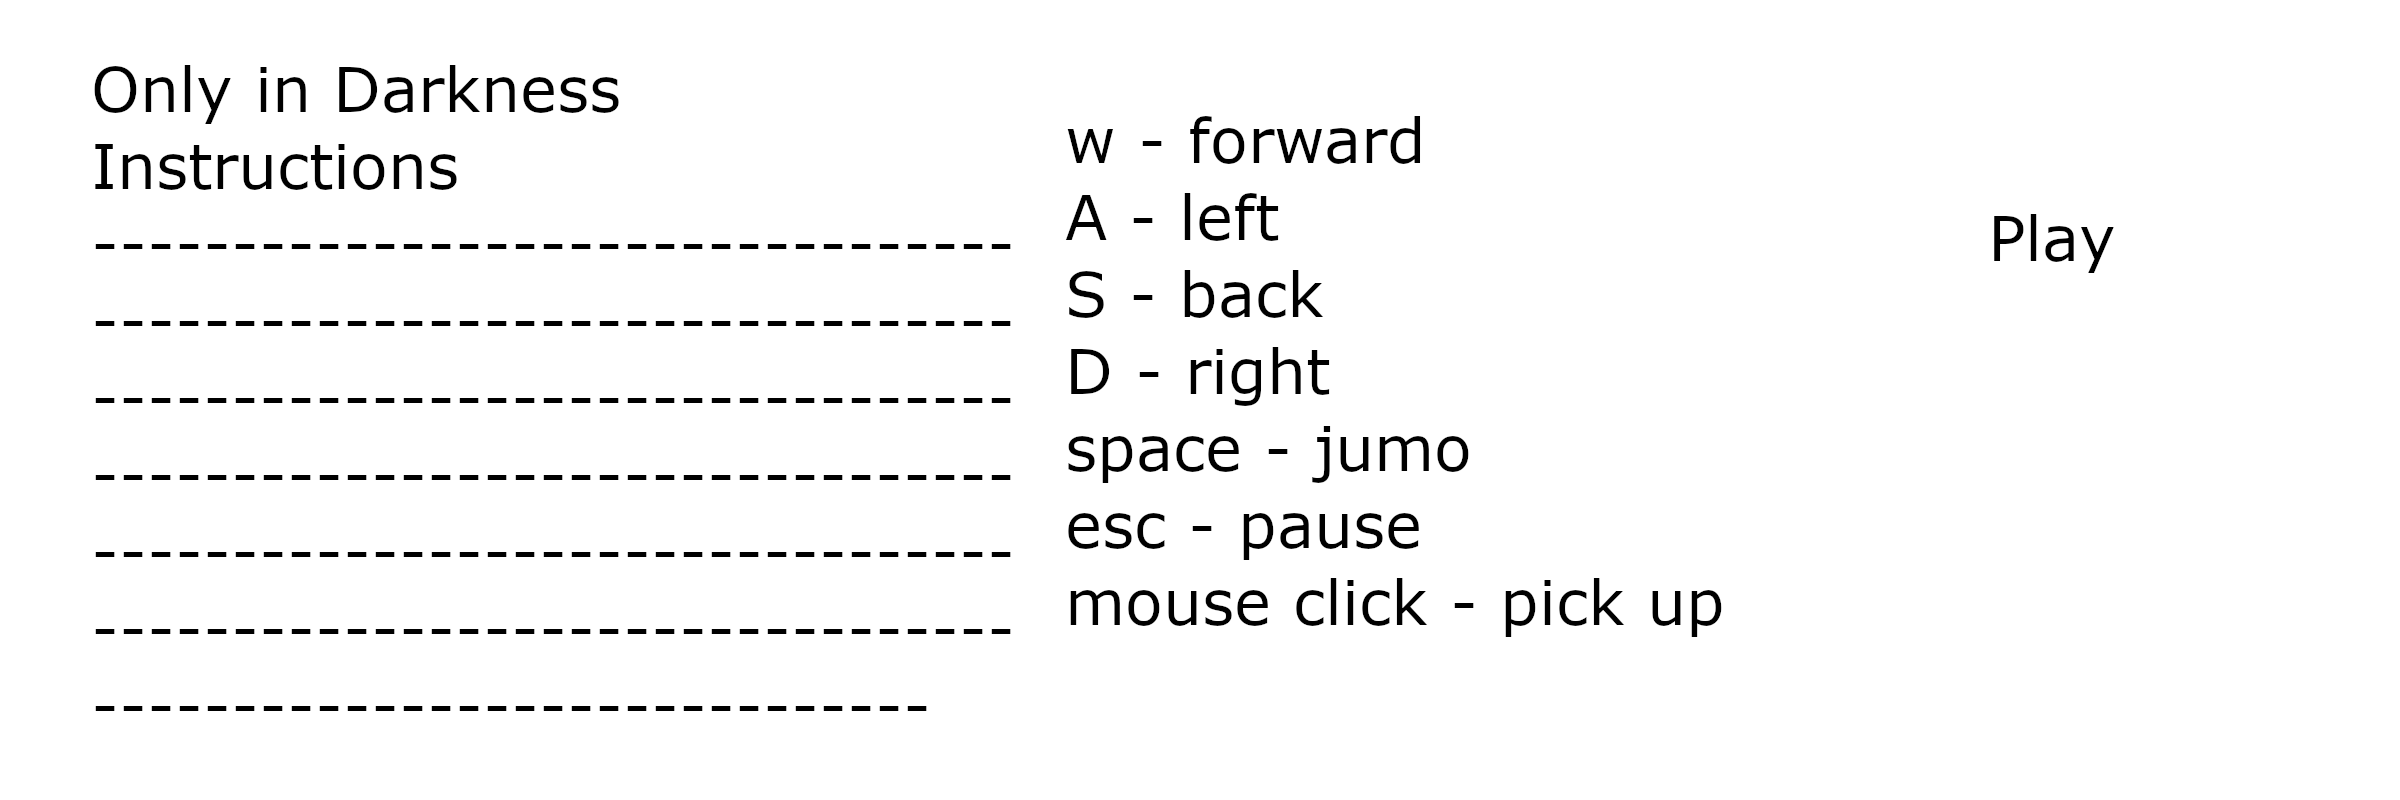 Only in Darkness
Instructions
---------------------------------
---------------------------------
---------------------------------
---------------------------------
---------------------------------
---------------------------------
------------------------------
w - forward
A - left
S - back
D - right
space - jumo
esc - pause
mouse click - pick up
Play